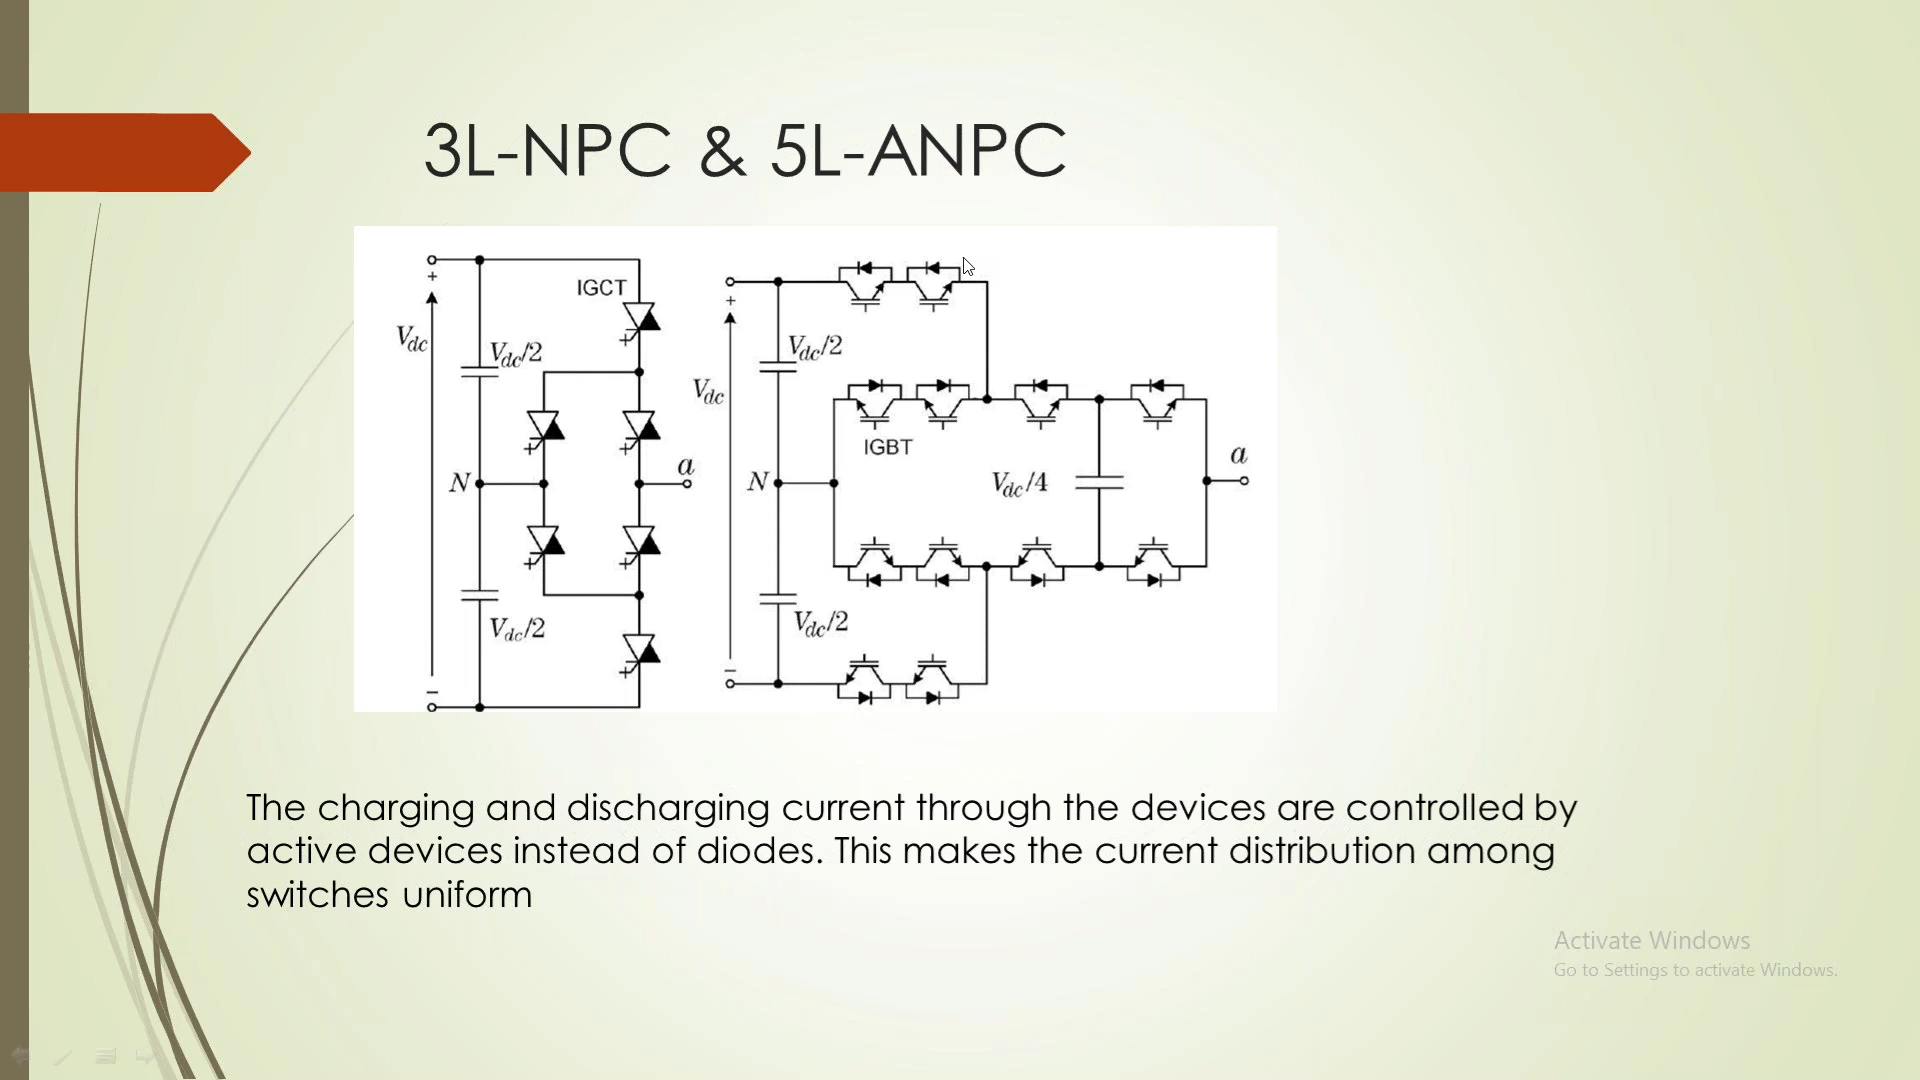 3L-NPC & 5L-ANPC
IGCT
+
Vdc
Vdc/2
N
a
Vdc/2
−
+
Vdc/2
Vdc
IGBT
N
Vdc/4
a
Vdc/2
−
The charging and discharging current through the devices are controlled by
active devices instead of diodes. This makes the current distribution among
switches uniform
Activate Windows
Go to Settings to activate Windows.